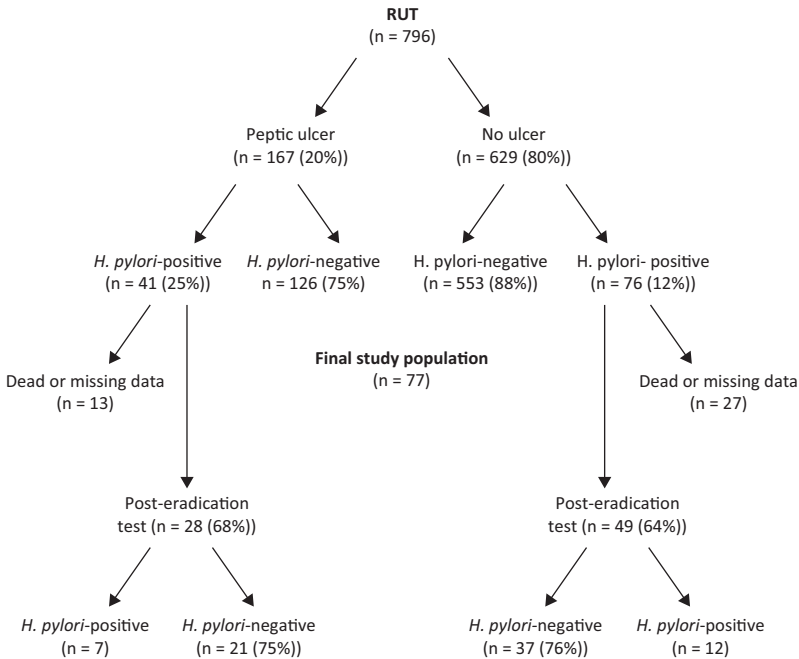 RUT
(n = 796)
Peptic ulcer
(n = 167 (20%))
No ulcer
(n = 629 (80%))
H. pylori-positive
(n = 41 (25%))
H. pylori-negative
n = 126 (75%)
H. pylori-negative
(n = 553 (88%))
H. pylori- positive
(n = 76 (12%))
Dead or missing data
(n = 13)
Final study population
(n = 77)
Dead or missing data
(n = 27)
Post-eradication
test (n = 28 (68%))
Post-eradication
test (n = 49 (64%))
H. pylori-positive
(n = 7)
H. pylori-negative
(n = 21 (75%))
H. pylori-negative
(n = 37 (76%))
H. pylori-positive
(n = 12)